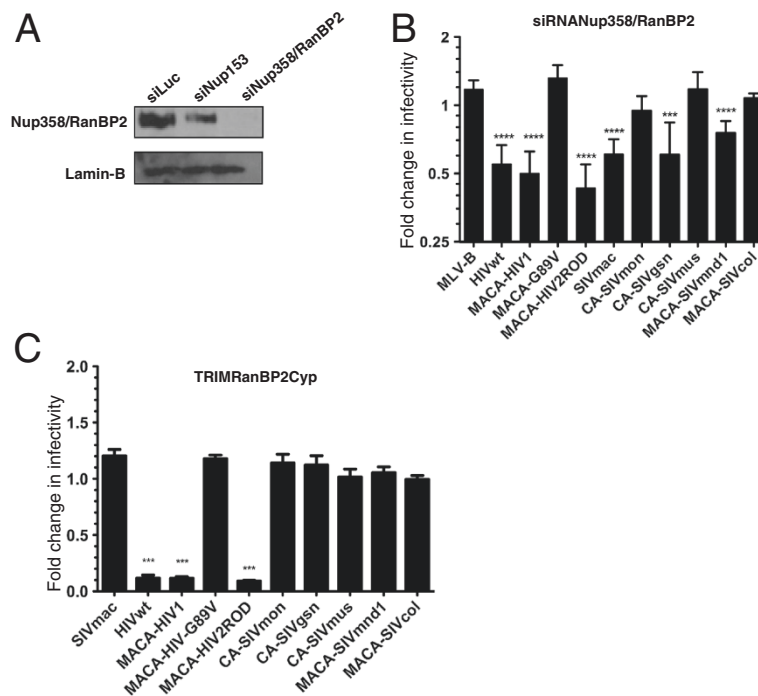 A
siLuc
siNup153
siNup358/RanBP2
Nup358/RanBP2
Lamin-B
B
siRNANup358/RanBP2
Fold change in infectivity
2
1
0.5
0.25
****
****
****
****
***
****
MLV-B
HIVwt
MACA-HIV1
MACA-G89V
MACA-HIV2ROD
SIVmac
CA-SIVmon
CA-SIVgsn
CA-SIVmus
MACA-SIVmnd1
MACA-SIVcol
C
TRIMRanBP2Cyp
Fold change in infectivity
2.0
1.5
1.0
0.5
0.0
***
***
***
SIVmac
HIVwt
MACA-HIV1
MACA-HIV-G89V
MACA-HIV2ROD
CA-SIVmon
CA-SIVgsn
CA-SIVmus
MACA-SIVmnd1
MACA-SIVcol